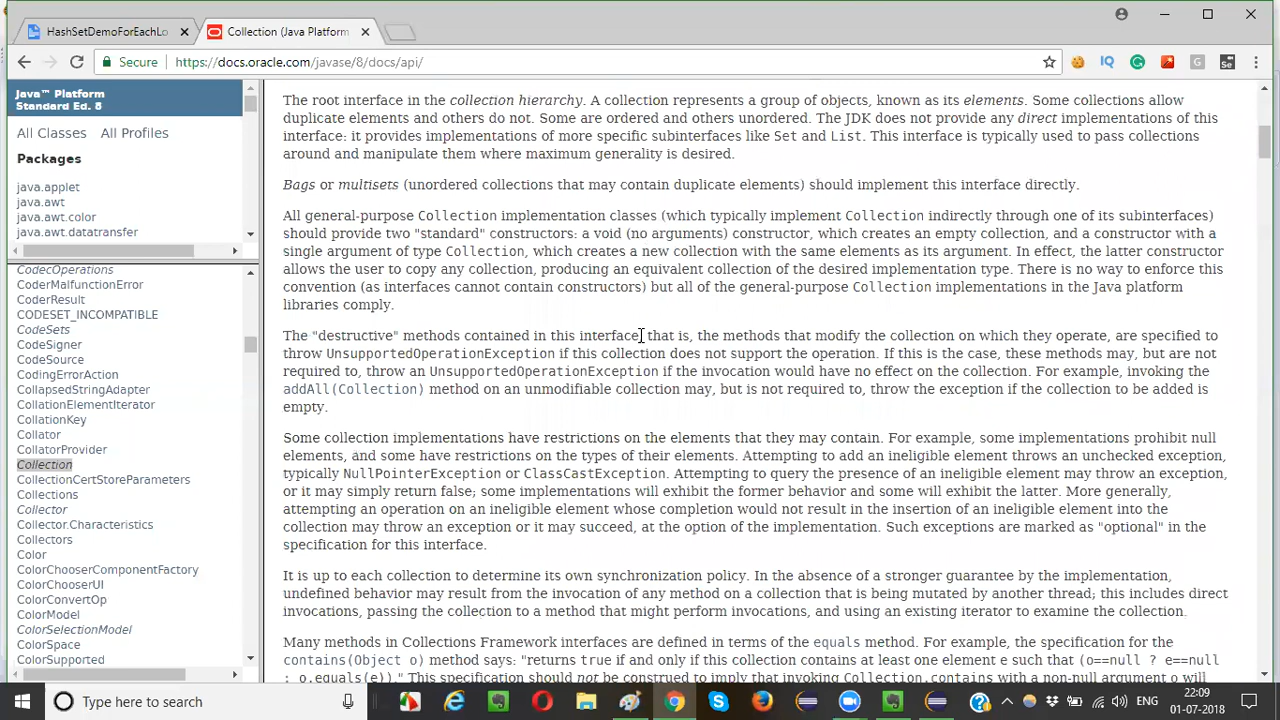 HashSetDemoForEachLo
Collection (Java Platform
Secure
https://docs.oracle.com/javase/8/docs/api/
Java™ Platform
Standard Ed. 8
All Classes All Profiles
Packages
java.applet
java.awt
java.awt.color
java.awt.datatransfer
CodecOperations
CoderMalfunctionError
CoderResult
CODESET_INCOMPATIBLE
CodeSets
CodeSigner
CodeSource
CodingErrorAction
CollapsedStringAdapter
CollationElementIterator
CollationKey
Collator
CollatorProvider
Collection
CollectionCertStoreParameters
Collections
Collector
Collector.Characteristics
Collectors
Color
ColorChooserComponentFactory
ColorChooserUI
ColorConvertOp
ColorModel
ColorSelectionModel
ColorSpace
ColorSupported
The root interface in the collection hierarchy. A collection represents a group of objects, known as its elements. Some collections allow
duplicate elements and others do not. Some are ordered and others unordered. The JDK does not provide any direct implementations of this
interface: it provides implementations of more specific subinterfaces like Set and List. This interface is typically used to pass collections
around and manipulate them where maximum generality is desired.
Bags or multisets (unordered collections that may contain duplicate elements) should implement this interface directly.
All general-purpose Collection implementation classes (which typically implement Collection indirectly through one of its subinterfaces)
should provide two "standard" constructors: a void (no arguments) constructor, which creates an empty collection, and a constructor with a
single argument of type Collection, which creates a new collection with the same elements as its argument. In effect, the latter constructor
allows the user to copy any collection, producing an equivalent collection of the desired implementation type. There is no way to enforce this
convention (as interfaces cannot contain constructors) but all of the general-purpose Collection implementations in the Java platform
libraries comply.
The "destructive" methods contained in this interface, that is, the methods that modify the collection on which they operate, are specified to
throw UnsupportedOperationException if this collection does not support the operation. If this is the case, these methods may, but are not
required to, throw an UnsupportedOperationException if the invocation would have no effect on the collection. For example, invoking the
addAll(Collection) method on an unmodifiable collection may, but is not required to, throw the exception if the collection to be added is
empty.
Some collection implementations have restrictions on the elements that they may contain. For example, some implementations prohibit null
elements, and some have restrictions on the types of their elements. Attempting to add an ineligible element throws an unchecked exception,
typically NullPointerException or ClassCastException. Attempting to query the presence of an ineligible element may throw an exception,
or it may simply return false; some implementations will exhibit the former behavior and some will exhibit the latter. More generally,
attempting an operation on an ineligible element whose completion would not result in the insertion of an ineligible element into the
collection may throw an exception or it may succeed, at the option of the implementation. Such exceptions are marked as "optional" in the
specification for this interface.
It is up to each collection to determine its own synchronization policy. In the absence of a stronger guarantee by the implementation,
undefined behavior may result from the invocation of any method on a collection that is being mutated by another thread; this includes direct
invocations, passing the collection to a method that might perform invocations, and using an existing iterator to examine the collection.
Many methods in Collections Framework interfaces are defined in terms of the equals method. For example, the specification for the
contains(Object o) method says: "returns true if and only if this collection contains at least one element e such that (o==null ? e==null
: o.equals(e))." This specification should not be construed to imply that invoking Collection.contains with a non-null argument o will
Type here to search
ENG
22:09
01-07-2018